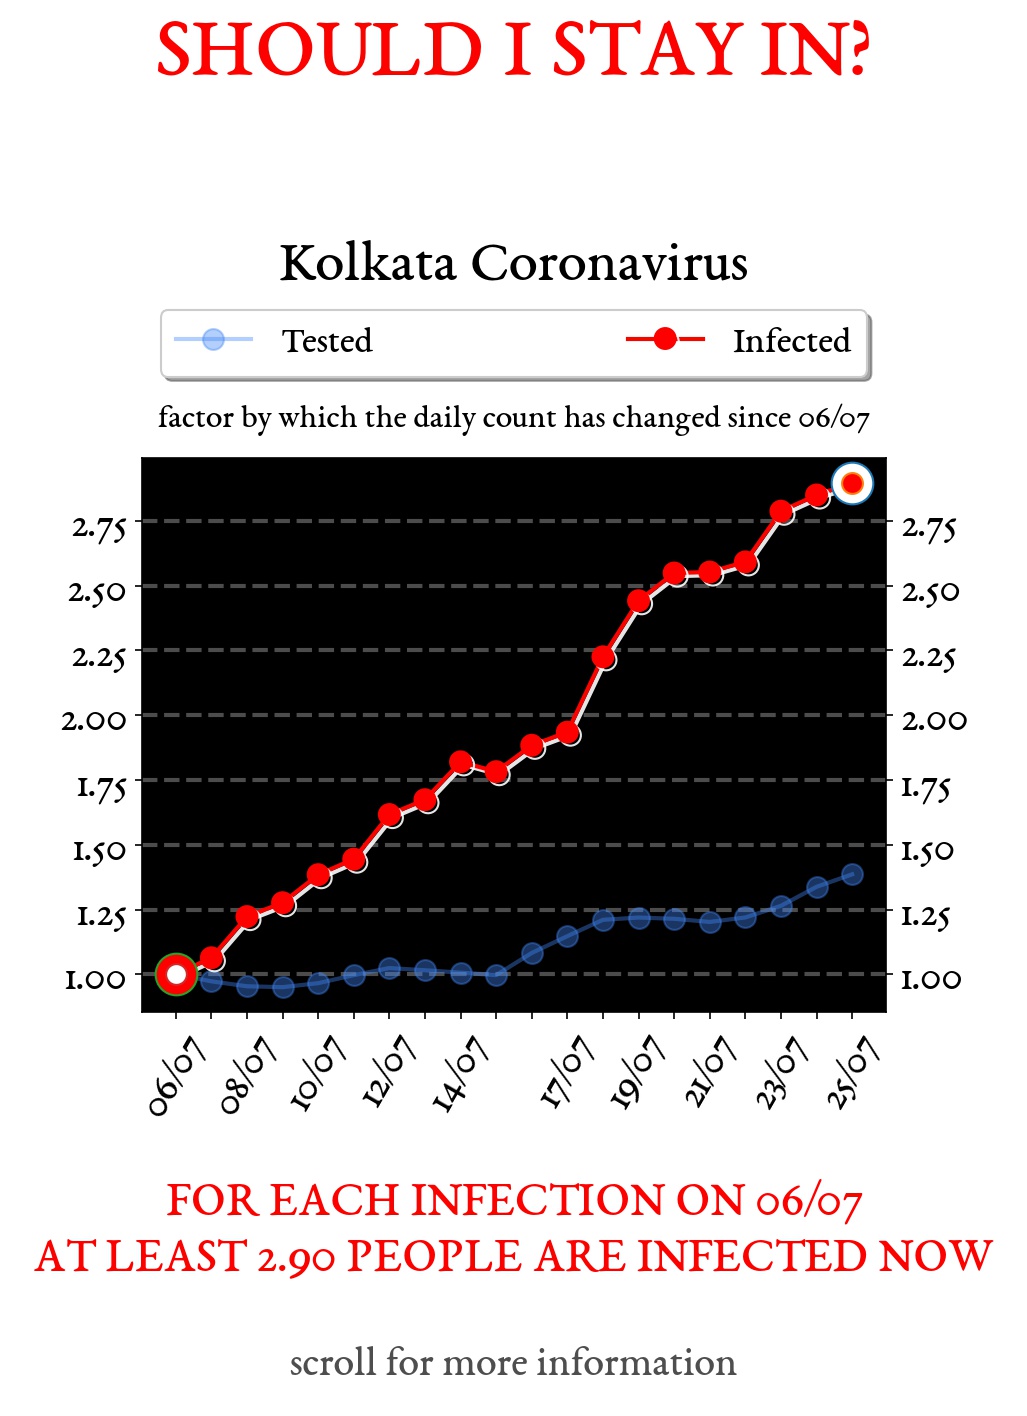 SHOULD I STAY IN?
Kolkata Coronavirus
Tested Infected
factor by which the daily count has changed since 06/07
2.75 2.75
2.50 2.50
2.25 2.25
2.00 2.00
1.75 1.75
1.50 1.50
1.25 1.25
1.00 1.00
06/07 08/07 10/07 12/07 14/07 17/07 19/07 21/07 23/07 25/07
FOR EACH INFECTION ON 06/07
AT LEAST 2.90 PEOPLE ARE INFECTED NOW
scroll for more information